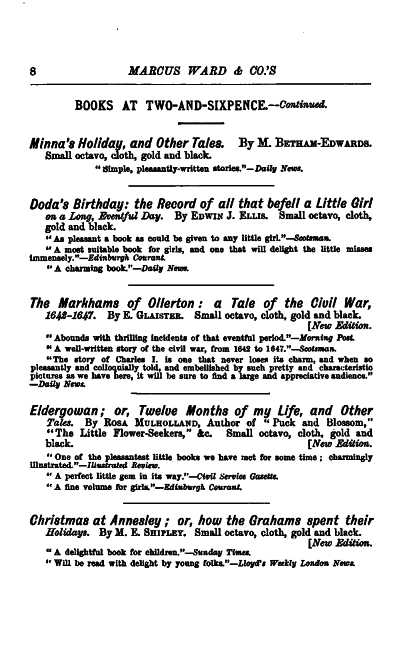 8 MARCUS WARD & CO.'S
BOOKS AT TWO-AND-SIXPENCE.—Continued.
Minna's Holiday, and Other Tales. By M. BETHAM-EDWARDS.
Small octavo, cloth, gold and black.
"Simple, pleasantly-written stories."—Daily News.
Doda's Birthday: the Record of all that befell a Little Girl
on a Long, Eventful Day. By EDWIN J. ELLIS. Small octavo, cloth,
gold and black.
"As pleasant a book as could be given to any little girl."—Scotsman.
"A most suitable book for girls, and one that will delight the little misses
immensely."—Edinburgh Courant.
"A charming book."—Daily News.
The Markhams of Ollerton: a Tale of the Civil War,
1642-1647. By E. GLAISTER. Small octavo, cloth, gold and black.
[New Edition.
"Abounds with thrilling incidents of that eventful period."—Morning Post.
"A well-written story of the civil war, from 1642 to 1647."—Scotsman.
"The story of Charles I. is one that never loses its charm, and when so
pleasantly and colloquially told, and embellished by such pretty and characteristic
pictures as we have here, it will be sure to find a large and appreciative audience."
—Daily News.
Eldergowan; or, Twelve Months of my Life, and Other
Tales. By ROSA MULHOLLAND, Author of "Puck and Blossom,"
"The Little Flower-Seekers," &c. Small octavo, cloth, gold and
black. [New Edition.
"One of the pleasantest little books we have met for some time; charmingly
illustrated."—Illustrated Review.
"A perfect little gem in its way."—Civil Service Gazette.
"A fine volume for girls."—Edinburgh Courant.
Christmas at Annesley; or, how the Grahams spent their
Holidays. By M. E. SHIPLEY. Small octavo, cloth, gold and black.
[New Edition.
"A delightful book for children."—Sunday Times.
"Will be read with delight by young folks."—Lloyd's Weekly London News.